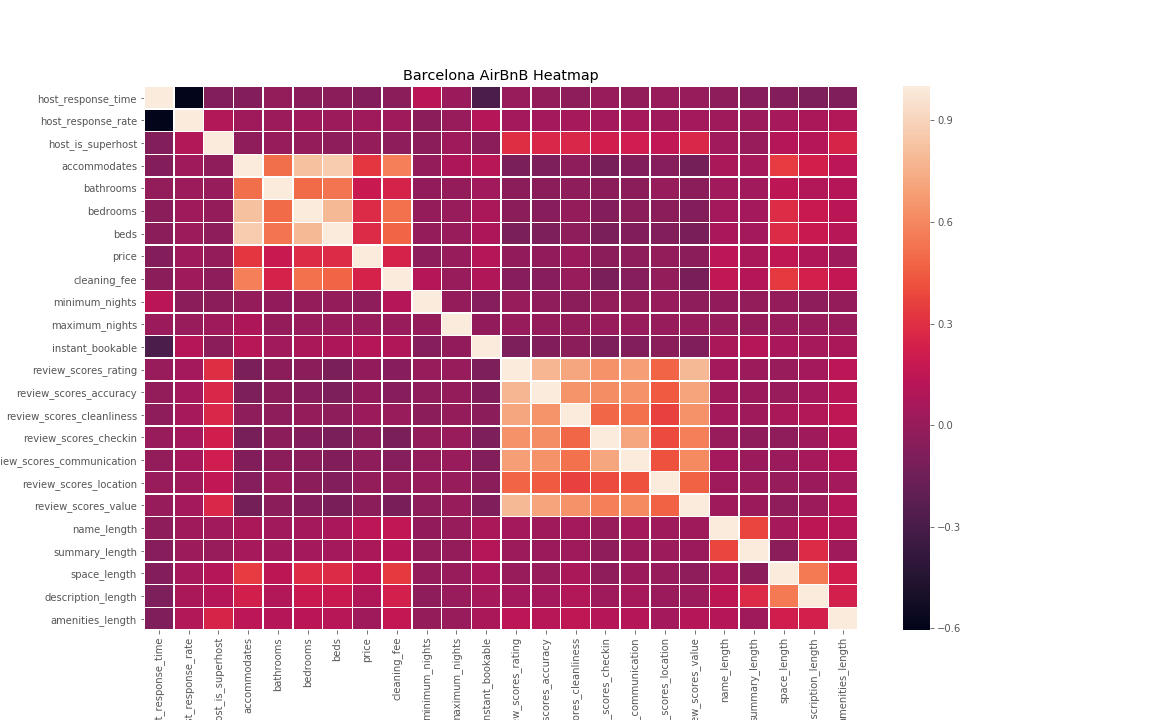 Barcelona AirBnB Heatmap
host_response_time
host_response_rate
host_is_superhost
accommodates
bathrooms
bedrooms
beds
price
cleaning_fee
minimum_nights
maximum_nights
instant_bookable
review_scores_rating
review_scores_accuracy
review_scores_cleanliness
review_scores_checkin
iew_scores_communication
review_scores_location
review_scores_value
name_length
summary_length
space_length
description_length
amenities_length
0.9
0.6
0.3
0.0
−0.3
−0.6
t_response_time
t_response_rate
ost_is_superhost
accommodates
bathrooms
bedrooms
beds
price
cleaning_fee
minimum_nights
maximum_nights
nstant_bookable
w_scores_rating
scores_accuracy
ores_cleanliness
_scores_checkin
_communication
_scores_location
ew_scores_value
name_length
summary_length
space_length
scription_length
menities_length